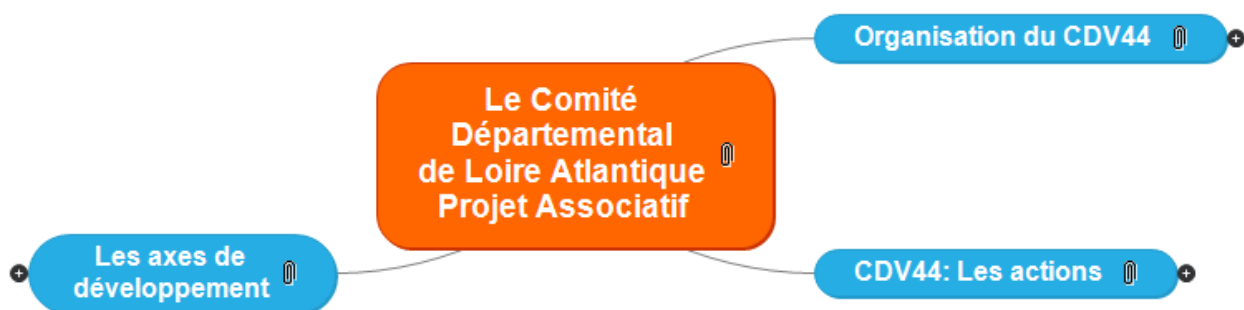 Organisation du CDV44
Le Comité
Départemental
de Loire Atlantique
Projet Associatif
Les axes de
développement
CDV44: Les actions